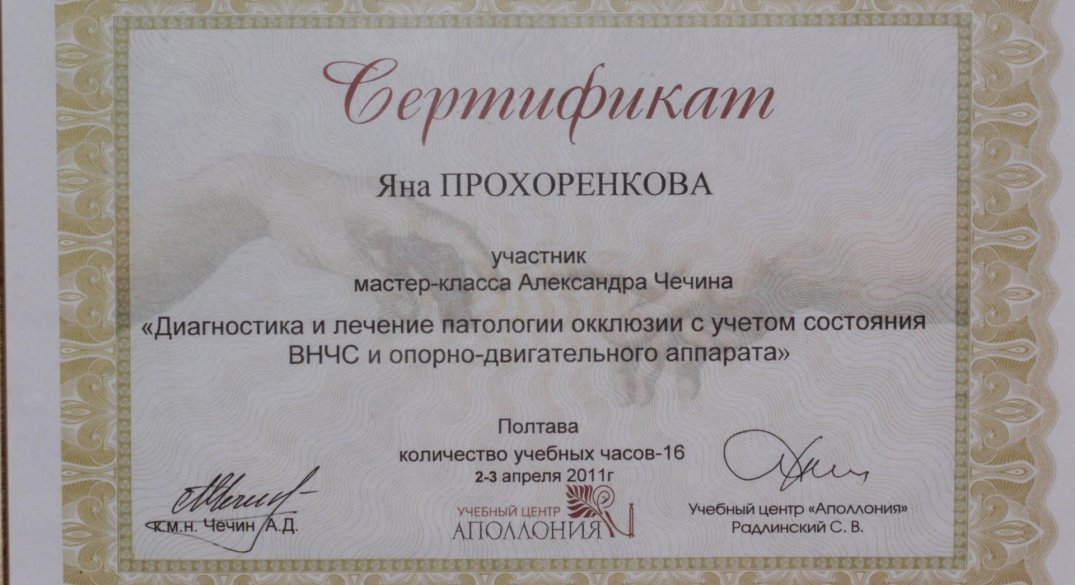 Сертификат
Яна ПРОХОРЕНКОВА
участник
мастер-класса Александра Чечина
«Диагностика и лечение патологии окклюзии с учетом состояния
ВНЧС и опорно-двигательного аппарата»
Полтава
количество учебных часов-16
2-3 апреля 2011г
к.м.н. Чечин А.Д.
УЧЕБНЫЙ ЦЕНТР
АПОЛЛОНИЯ
Учебный центр «Аполлония»
Радлинский С. В.